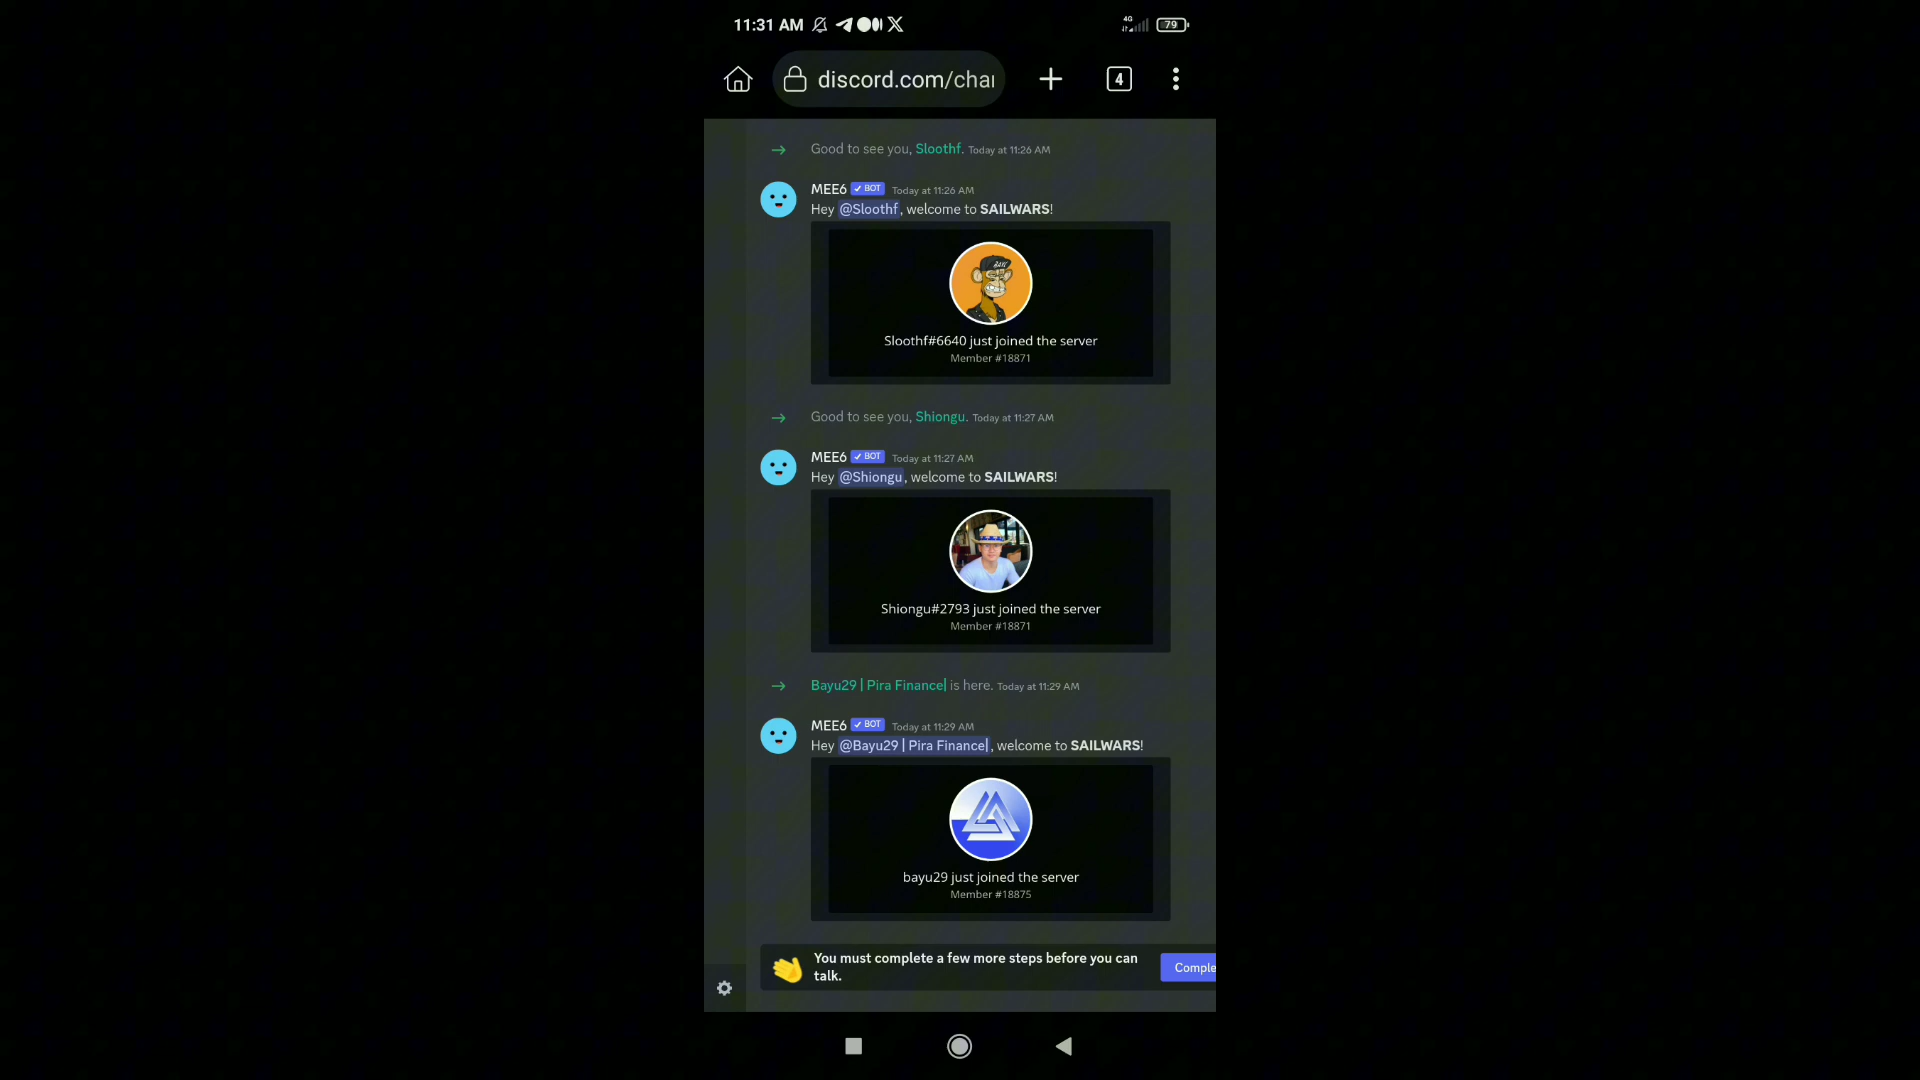 11:31 AM
4G
79
discord.com/chan
4
Good to see you, Sloothf. Today at 11:26 AM
MEE6 ✓ BOT Today at 11:26 AM
Hey @Sloothf, welcome to SAILWARS!
BAYC
Sloothf#6640 just joined the server
Member #18871
Good to see you, Shiongu. Today at 11:27 AM
MEE6 ✓ BOT Today at 11:27 AM
Hey @Shiongu, welcome to SAILWARS!
Shiongu#2793 just joined the server
Member #18871
Bayu29 | Pira Finance| is here. Today at 11:29 AM
MEE6 ✓ BOT Today at 11:29 AM
Hey @Bayu29 | Pira Finance|, welcome to SAILWARS!
bayu29 just joined the server
Member #18875
You must complete a few more steps before you can
talk.
Comple